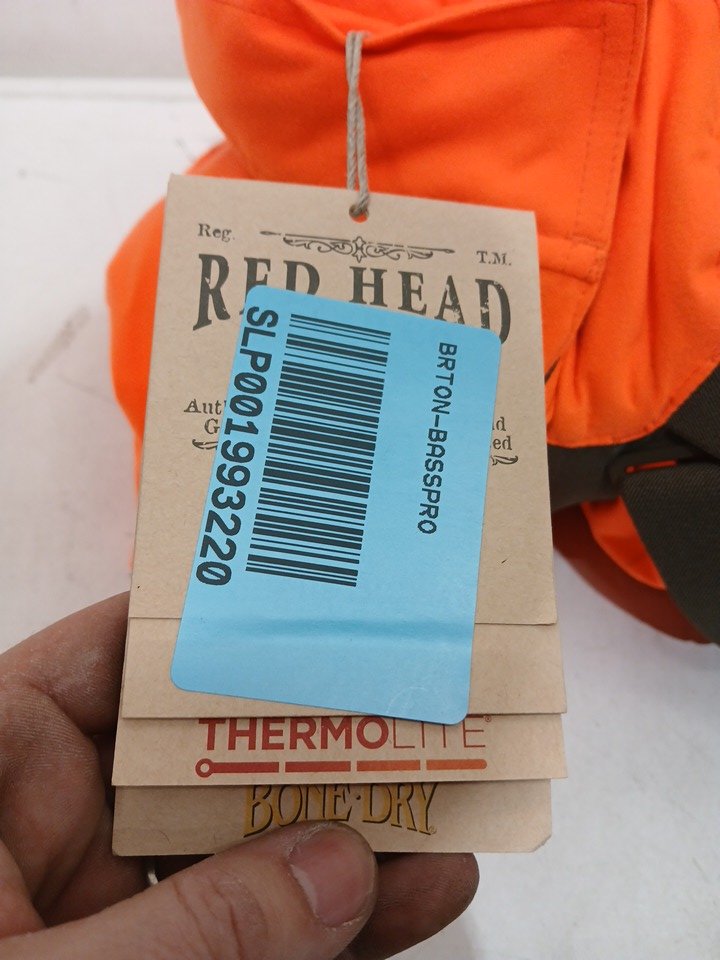 Reg.
T.M.
RED HEAD
BRTON-BASSPRO
SLP001993220
THERMOLITE®
BONE·DRY